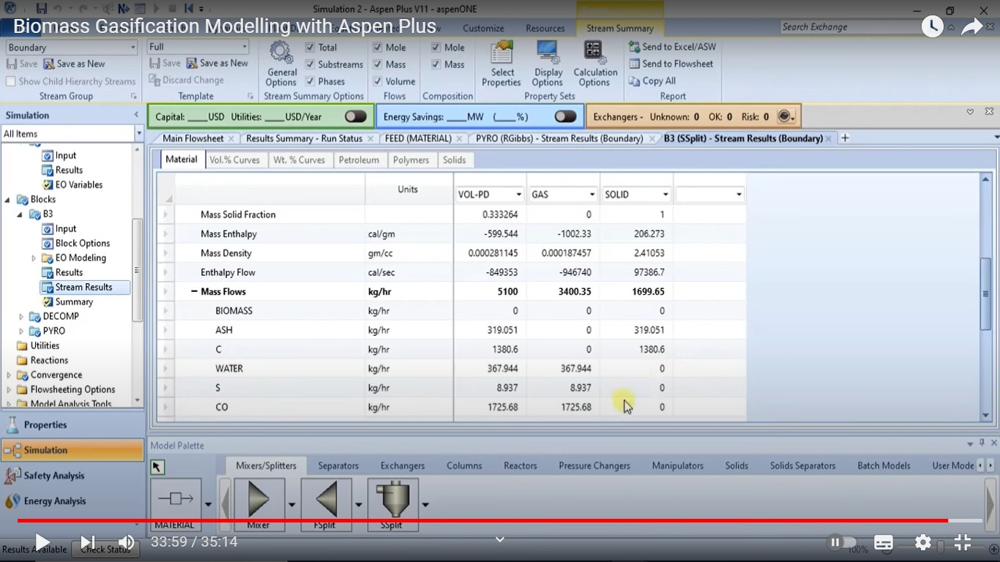 Simulation 2 - Aspen Plus V11 - aspenONE
Biomass Gasification Modelling with Aspen Plus
Customize Resources Stream Summary Search Exchange
Boundary Full Total Mole Mole Send to Excel/ASW
Save Save as New Save Save as New General Options Substreams Mass Mass Select Properties Display Options Calculation Options Send to Flowsheet
Show Child Hierarchy Streams Discard Change Phases Volume Copy All
Stream Group Template Stream Summary Options Flows Composition Property Sets Report
Simulation Capital: ____USD Utilities: ____USD/Year Energy Savings: ____MW (____%) Exchangers - Unknown: 0 OK: 0 Risk: 0
All Items Main Flowsheet Results Summary - Run Status FEED (MATERIAL) PYRO (RGibbs) - Stream Results (Boundary) B3 (SSplit) - Stream Results (Boundary)
Material Vol.% Curves Wt. % Curves Petroleum Polymers Solids
Input
Results
EO Variables
Blocks
B3
Input
Block Options
EO Modeling
Results
Stream Results
Summary
DECOMP
PYRO
Utilities
Reactions
Convergence
Flowsheeting Options
Model Analysis Tools
Properties
Simulation
Safety Analysis
Energy Analysis
Units VOL-PD GAS SOLID
Mass Solid Fraction 0.333264 0 1
Mass Enthalpy cal/gm -599.544 -1002.33 206.273
Mass Density gm/cc 0.000281145 0.000187457 2.41053
Enthalpy Flow cal/sec -849353 -946740 97386.7
Mass Flows kg/hr 5100 3400.35 1699.65
BIOMASS kg/hr 0 0 0
ASH kg/hr 319.051 0 319.051
C kg/hr 1380.6 0 1380.6
WATER kg/hr 367.944 367.944 0
S kg/hr 8.937 8.937 0
CO kg/hr 1725.68 1725.68 0
Model Palette
Mixers/Splitters Separators Exchangers Columns Reactors Pressure Changers Manipulators Solids Solids Separators Batch Models User Mode
MATERIAL Mixer FSplit SSplit
33:59 / 35:14
Results Available Check Status 100%